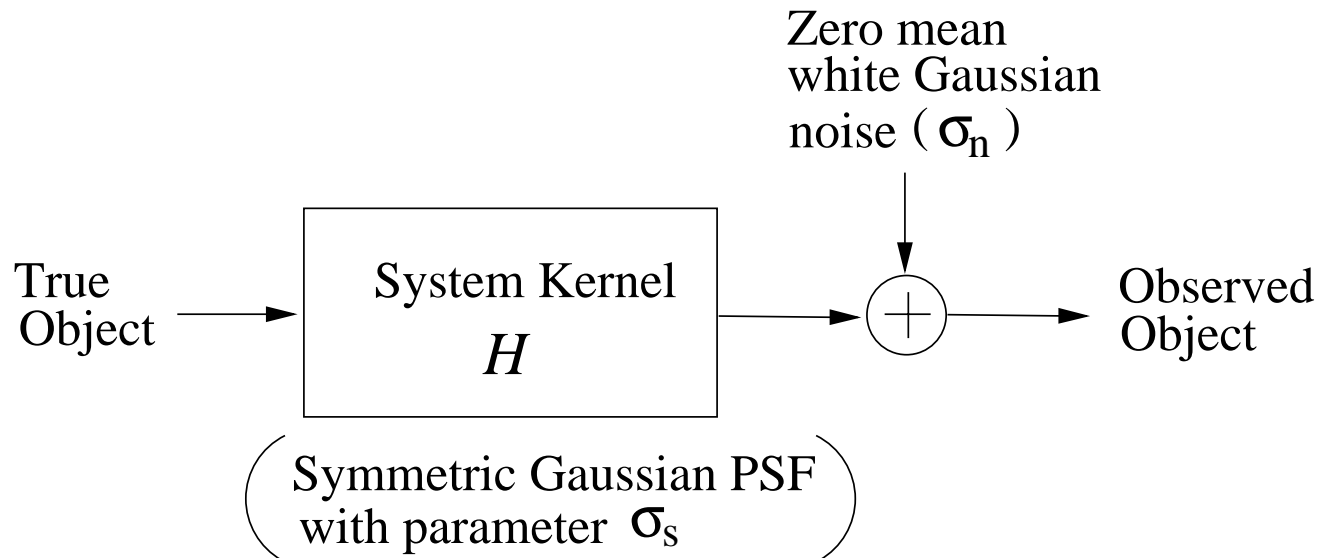 Zero mean
white Gaussian
noise ( σn )
True
Object
System Kernel
H
+
Observed
Object
Symmetric Gaussian PSF
with parameter σs